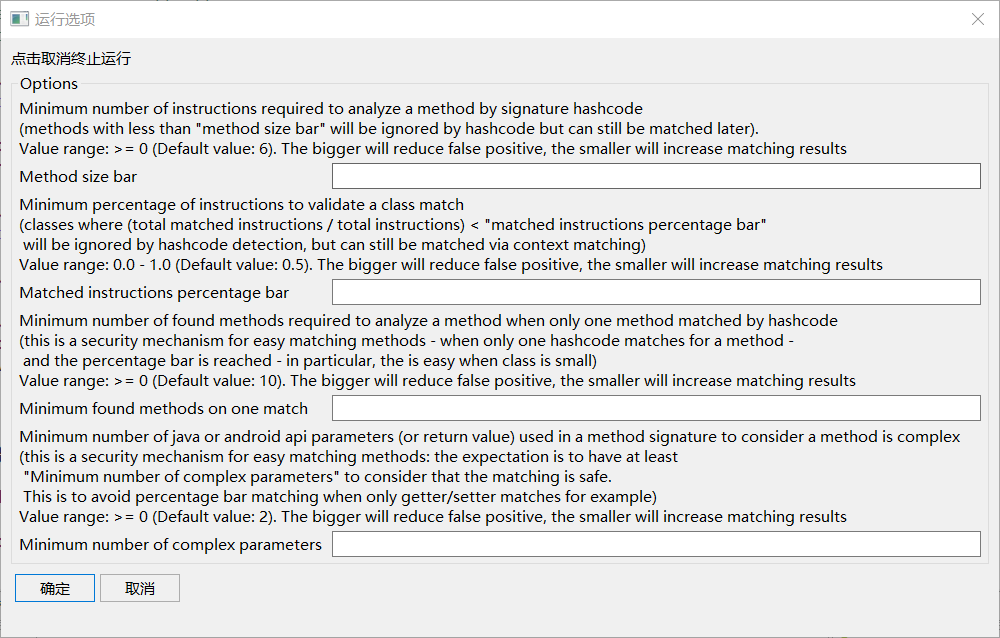 运行选项
点击取消终止运行
Options
Minimum number of instructions required to analyze a method by signature hashcode
(methods with less than "method size bar" will be ignored by hashcode but can still be matched later).
Value range: >= 0 (Default value: 6). The bigger will reduce false positive, the smaller will increase matching results
Method size bar
Minimum percentage of instructions to validate a class match
(classes where (total matched instructions / total instructions) < "matched instructions percentage bar"
will be ignored by hashcode detection, but can still be matched via context matching)
Value range: 0.0 - 1.0 (Default value: 0.5). The bigger will reduce false positive, the smaller will increase matching results
Matched instructions percentage bar
Minimum number of found methods required to analyze a method when only one method matched by hashcode
(this is a security mechanism for easy matching methods - when only one hashcode matches for a method -
and the percentage bar is reached - in particular, the is easy when class is small)
Value range: >= 0 (Default value: 10). The bigger will reduce false positive, the smaller will increase matching results
Minimum found methods on one match
Minimum number of java or android api parameters (or return value) used in a method signature to consider a method is complex
(this is a security mechanism for easy matching methods: the expectation is to have at least
"Minimum number of complex parameters" to consider that the matching is safe.
This is to avoid percentage bar matching when only getter/setter matches for example)
Value range: >= 0 (Default value: 2). The bigger will reduce false positive, the smaller will increase matching results
Minimum number of complex parameters
确定 取消